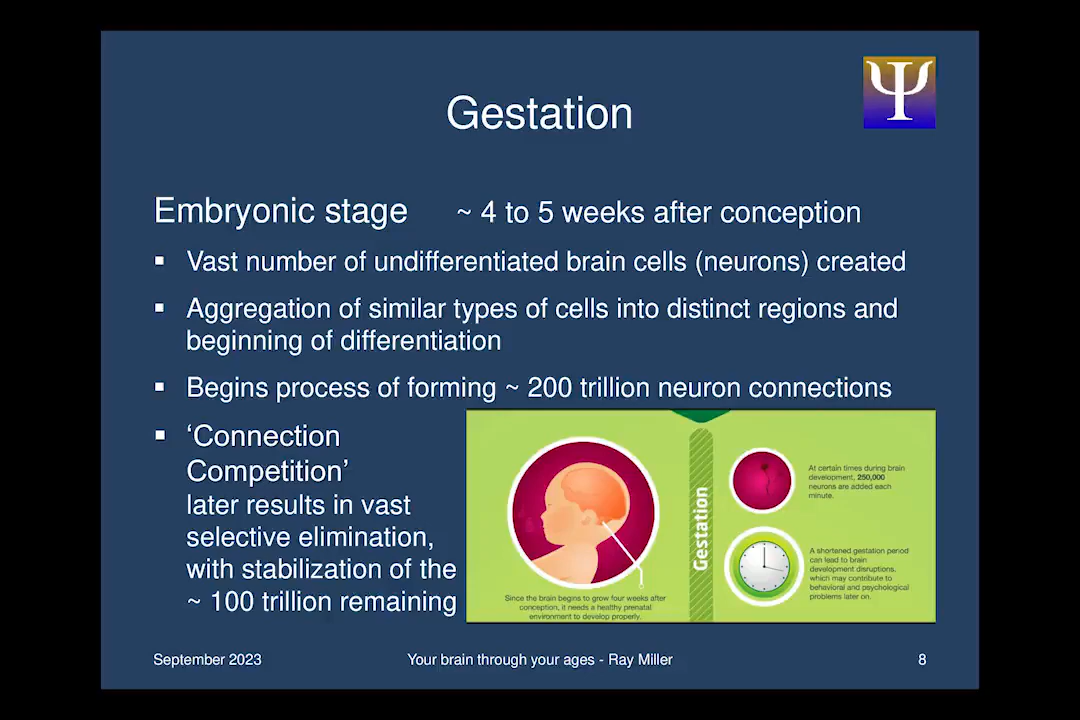 Gestation
Ψ
Embryonic stage ~ 4 to 5 weeks after conception
▪ Vast number of undifferentiated brain cells (neurons) created
▪ Aggregation of similar types of cells into distinct regions and
beginning of differentiation
▪ Begins process of forming ~ 200 trillion neuron connections
▪ ‘Connection
Competition’
later results in vast
selective elimination,
with stabilization of the
~ 100 trillion remaining
Since the brain begins to grow four weeks after
conception, it needs a healthy prenatal
environment to develop properly.
Gestation
At certain times during brain
development, 250,000
neurons are added each
minute.
A shortened gestation period
can lead to brain
development disruptions,
which may contribute to
behavioral and psychological
problems later on.
September 2023
Your brain through your ages - Ray Miller
8